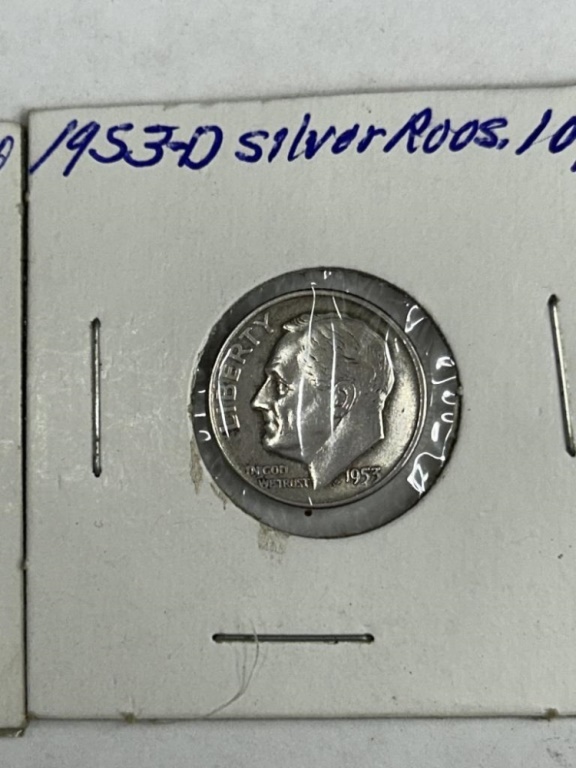 1953-D silver Roos. 10
LIBERTY
IN GOD
WE TRUST
1953